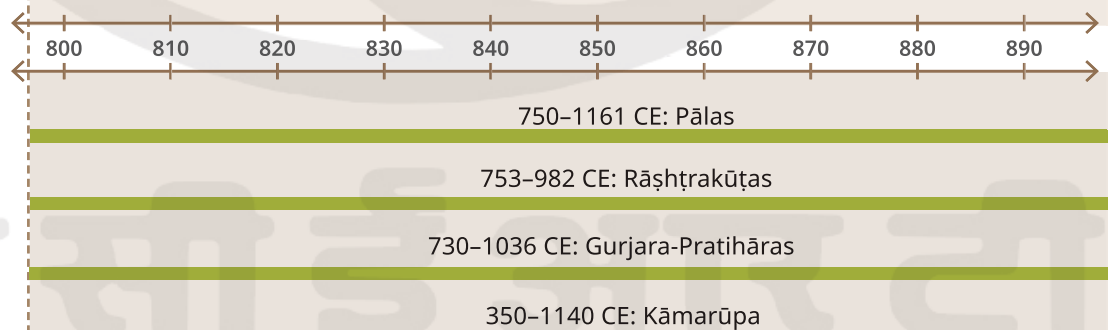 800 810 820 830 840 850 860 870 880 890
750–1161 CE: Pālas
753–982 CE: Rāṣhṭrakūṭas
730–1036 CE: Gurjara-Pratihāras
350–1140 CE: Kāmarūpa